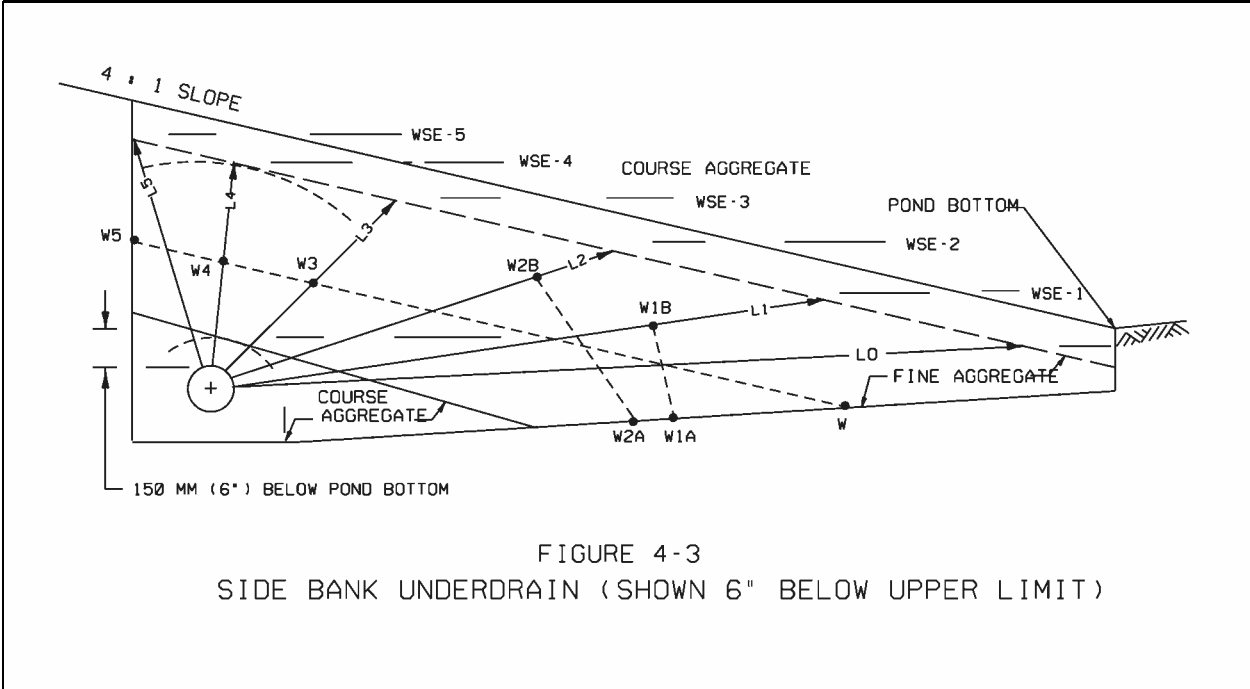 4 : 1 SLOPE
WSE-5
WSE-4
COURSE AGGREGATE
WSE-3
POND BOTTOM
WSE-2
WSE-1
L5
L4
L3
L2
L1
L0
W5
W4
W3
W2B
W1B
FINE AGGREGATE
COURSE
AGGREGATE
W2A
W1A
W
150 MM (6") BELOW POND BOTTOM
FIGURE 4-3
SIDE BANK UNDERDRAIN (SHOWN 6" BELOW UPPER LIMIT)